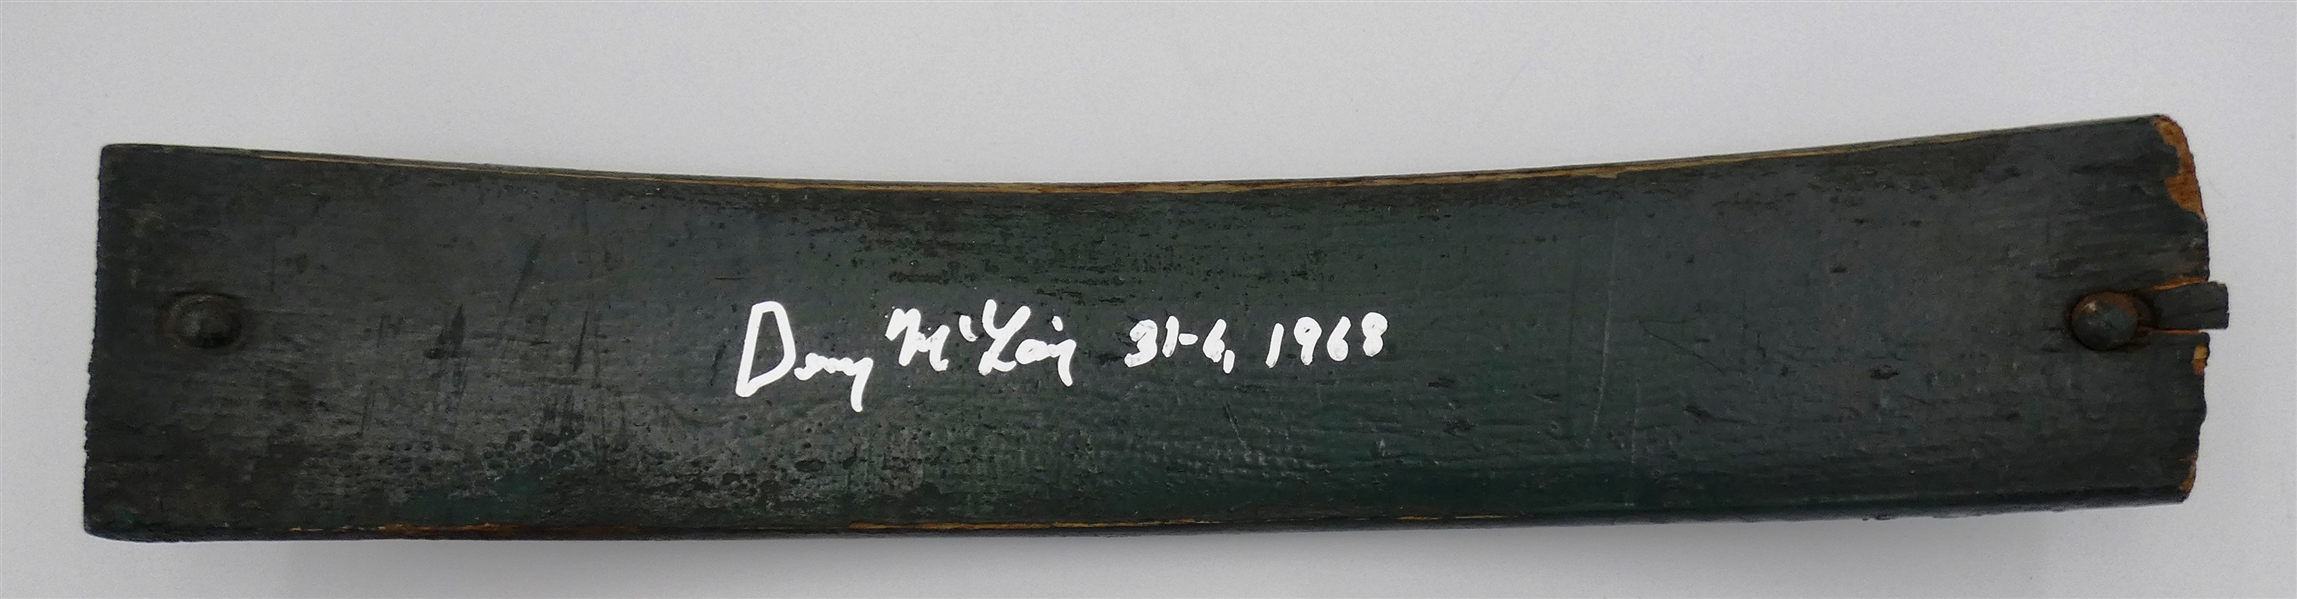 Denny McLain 31-6, 1968